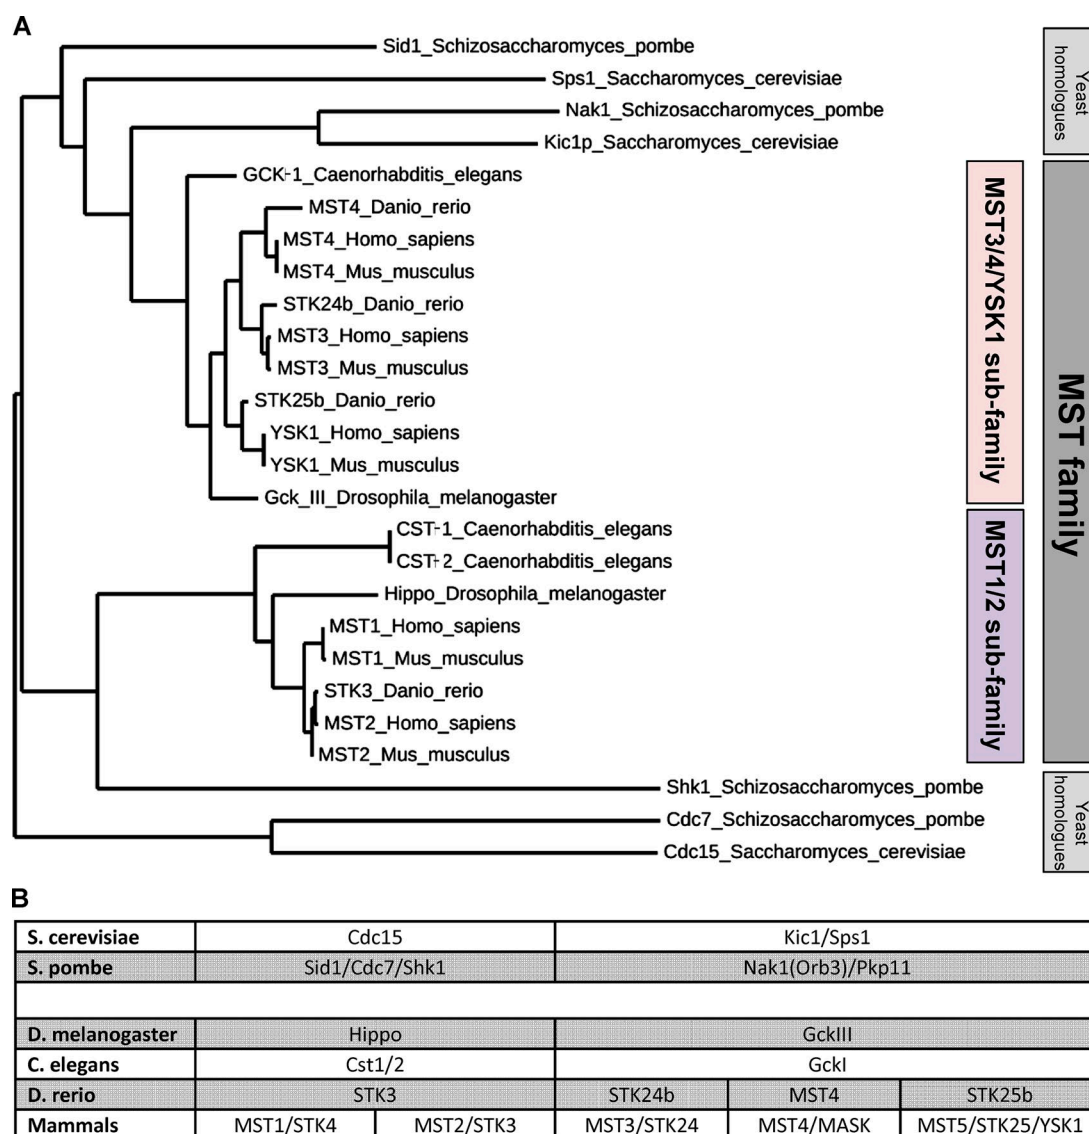 A
Sid1_Schizosaccharomyces_pombe
Sps1_Saccharomyces_cerevisiae
Nak1_Schizosaccharomyces_pombe
Kic1p_Saccharomyces_cerevisiae
Yeast
homologues
GCK-1_Caenorhabditis_elegans
MST4_Danio_rerio
MST4_Homo_sapiens
MST4_Mus_musculus
STK24b_Danio_rerio
MST3_Homo_sapiens
MST3_Mus_musculus
STK25b_Danio_rerio
YSK1_Homo_sapiens
YSK1_Mus_musculus
Gck_III_Drosophila_melanogaster
MST3/4/YSK1 sub-family
CST-1_Caenorhabditis_elegans
CST-2_Caenorhabditis_elegans
Hippo_Drosophila_melanogaster
MST1_Homo_sapiens
MST1_Mus_musculus
STK3_Danio_rerio
MST2_Homo_sapiens
MST2_Mus_musculus
MST1/2 sub-family
MST family
Shk1_Schizosaccharomyces_pombe
Cdc7_Schizosaccharomyces_pombe
Cdc15_Saccharomyces_cerevisiae
Yeast
homologues
B
S. cerevisiae Cdc15 Kic1/Sps1
S. pombe Sid1/Cdc7/Shk1 Nak1(Orb3)/Pkp11
D. melanogaster Hippo GckIII
C. elegans Cst1/2 GckI
D. rerio STK3 STK24b MST4 STK25b
Mammals MST1/STK4 MST2/STK3 MST3/STK24 MST4/MASK MST5/STK25/YSK1